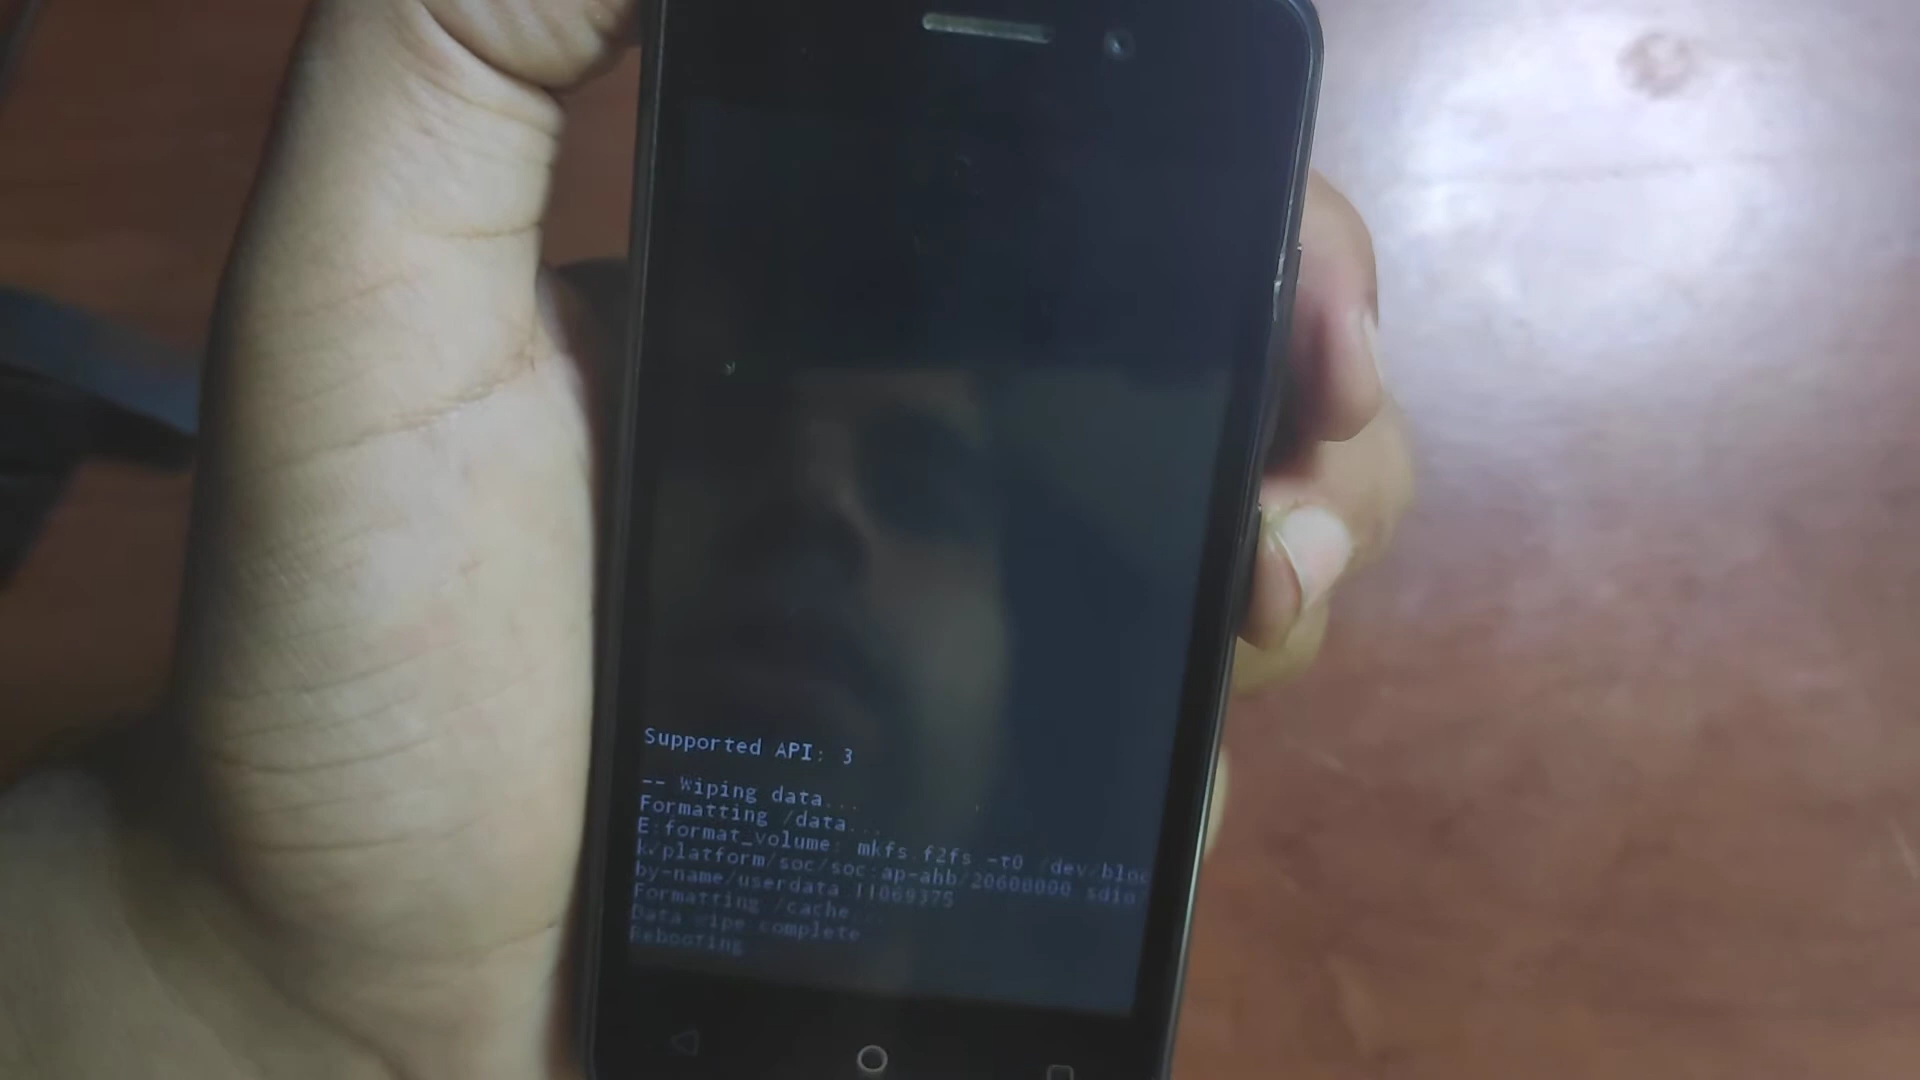 Supported API: 3
-- Wiping data...
Formatting /data...
E:format_volume: mkfs.f2fs -t0 /dev/bloc
k/platform/soc/soc:ap-ahb/20600000.sdio/
by-name/userdata 11069375
Formatting /cache...
Data wipe complete
Rebooting